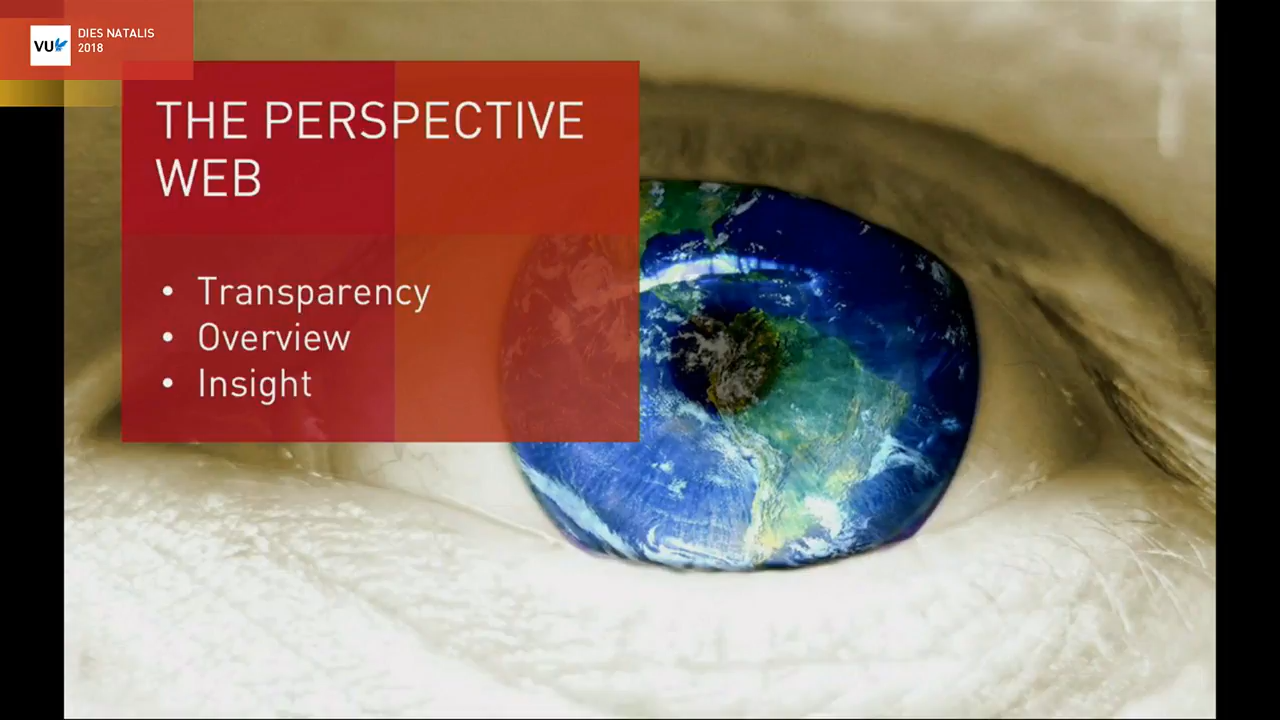 VU
DIES NATALIS
2018
THE PERSPECTIVE
WEB
• Transparency
• Overview
• Insight